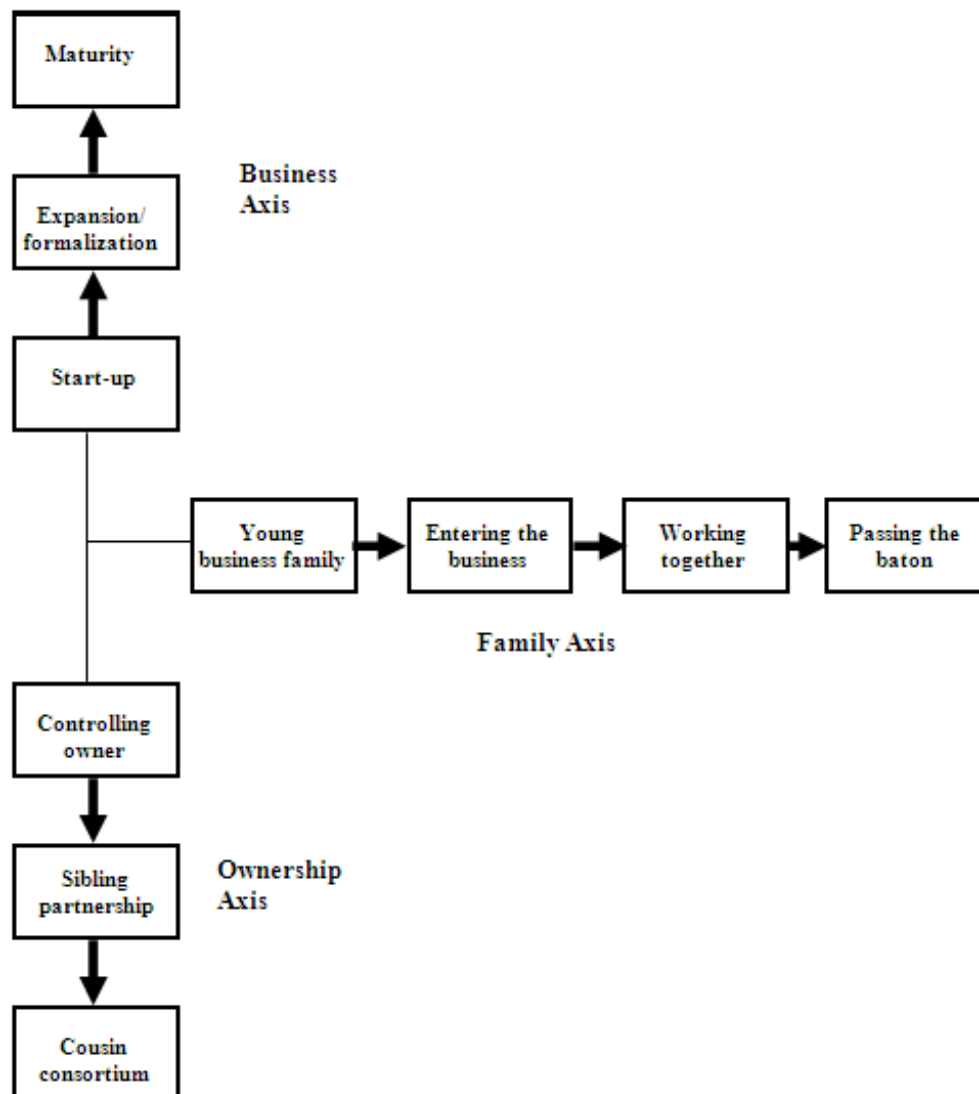 Maturity
Business
Axis
Expansion/
formalization
Start-up
Young
business family
Entering the
business
Working
together
Passing the
baton
Family Axis
Controlling
owner
Ownership
Axis
Sibling
partnership
Cousin
consortium